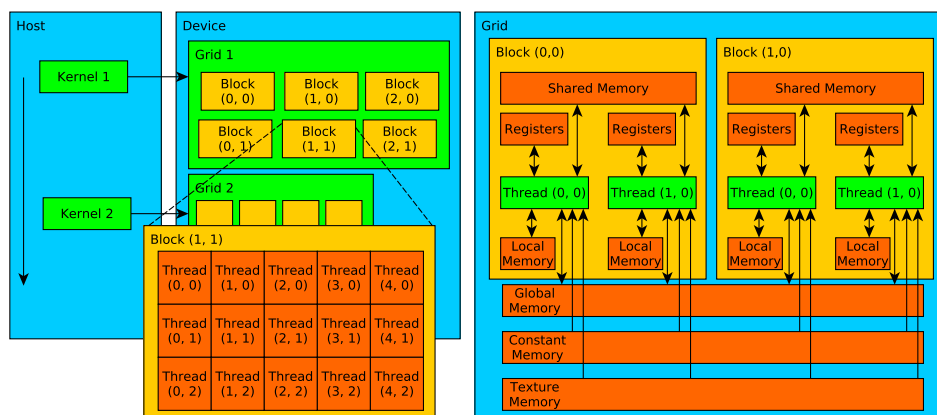 Host
Kernel 1
Kernel 2
Device
Grid 1
Block
(0, 0)
Block
(1, 0)
Block
(2, 0)
Block
(0, 1)
Block
(1, 1)
Block
(2, 1)
Grid 2
Block (1, 1)
Thread
(0, 0)
Thread
(1, 0)
Thread
(2, 0)
Thread
(3, 0)
Thread
(4, 0)
Thread
(0, 1)
Thread
(1, 1)
Thread
(2, 1)
Thread
(3, 1)
Thread
(4, 1)
Thread
(0, 2)
Thread
(1, 2)
Thread
(2, 2)
Thread
(3, 2)
Thread
(4, 2)
Grid
Block (0,0)
Shared Memory
Registers
Registers
Thread (0, 0)
Thread (1, 0)
Local
Memory
Local
Memory
Block (1,0)
Shared Memory
Registers
Registers
Thread (0, 0)
Thread (1, 0)
Local
Memory
Local
Memory
Global
Memory
Constant
Memory
Texture
Memory